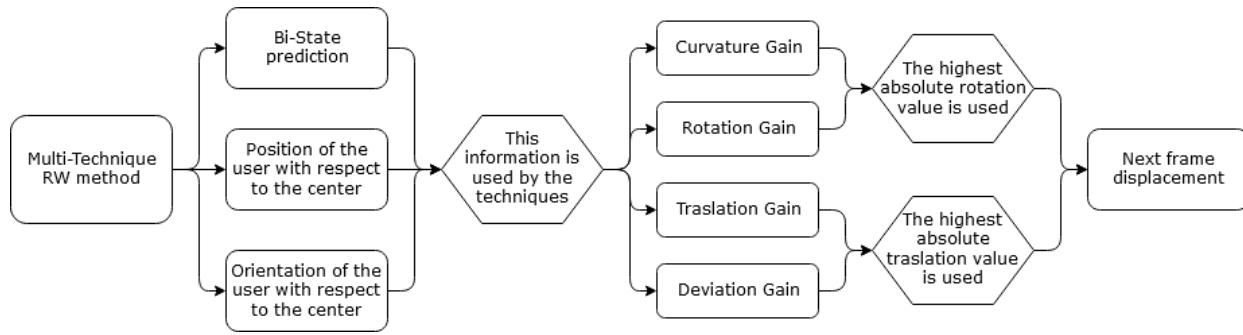 Multi-Technique
RW method
Bi-State
prediction
Position of the
user with respect
to the center
Orientation of the
user with respect to
the center
This
information is
used by the
techniques
Curvature Gain
Rotation Gain
Traslation Gain
Deviation Gain
The highest
absolute rotation
value is used
The highest
absolute
traslation value
is used
Next frame
displacement